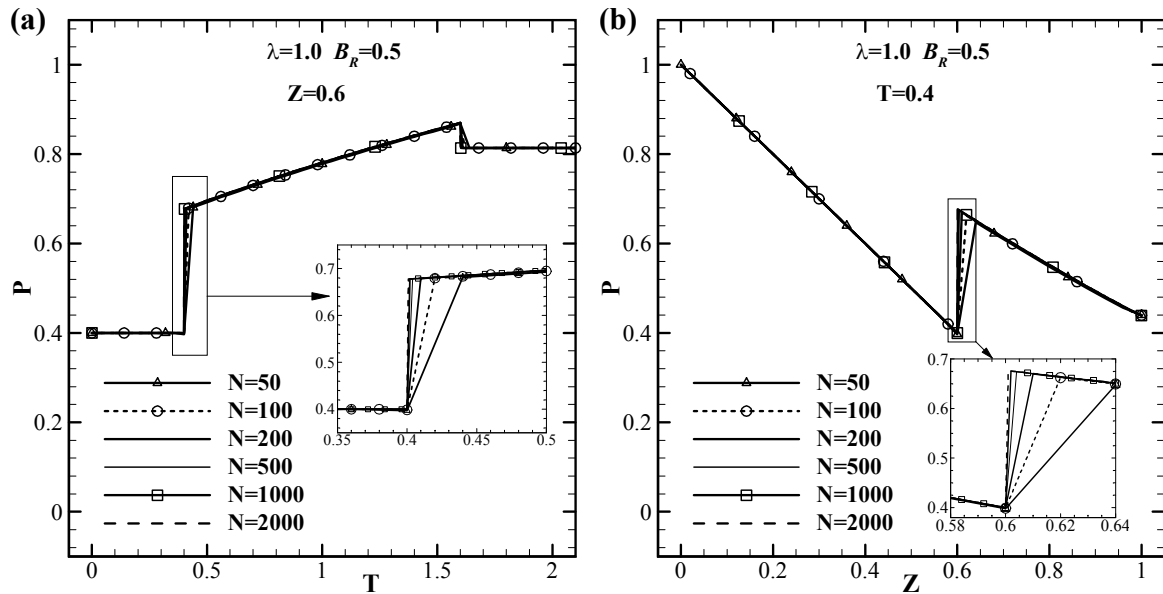 (a)
λ=1.0 B_R=0.5
Z=0.6
P
1
0.8
0.6
0.4
0.2
0
0.7
0.6
0.5
0.4
0.35 0.4 0.45 0.5
N=50
N=100
N=200
N=500
N=1000
N=2000
0 0.5 1 1.5 2
T
(b)
λ=1.0 B_R=0.5
T=0.4
P
1
0.8
0.6
0.4
0.2
0
0.7
0.6
0.5
0.4
0.58 0.6 0.62 0.64
N=50
N=100
N=200
N=500
N=1000
N=2000
0 0.2 0.4 0.6 0.8 1
Z